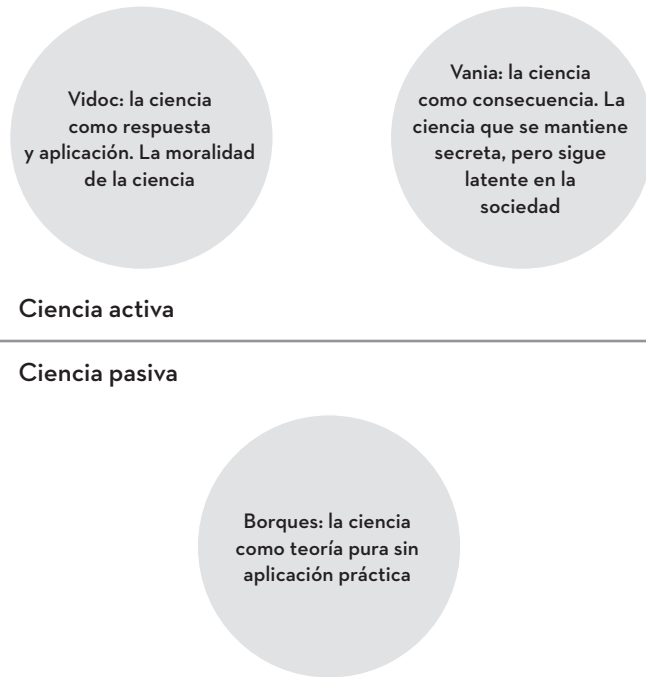 Vidoc: la ciencia
como respuesta
y aplicación. La moralidad
de la ciencia
Vania: la ciencia
como consecuencia. La
ciencia que se mantiene
secreta, pero sigue
latente en la
sociedad
Ciencia activa
Ciencia pasiva
Borques: la ciencia
como teoría pura sin
aplicación práctica